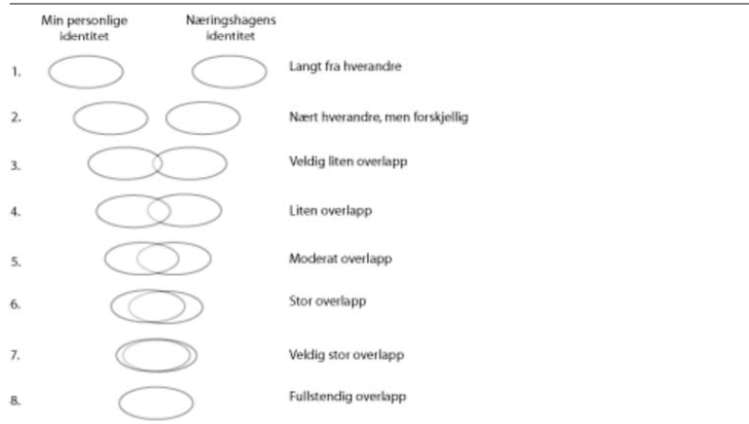 Min personlige identitet
Næringshagens identitet
1. Langt fra hverandre
2. Nært hverandre, men forskjellig
3. Veldig liten overlapp
4. Liten overlapp
5. Moderat overlapp
6. Stor overlapp
7. Veldig stor overlapp
8. Fullstendig overlapp